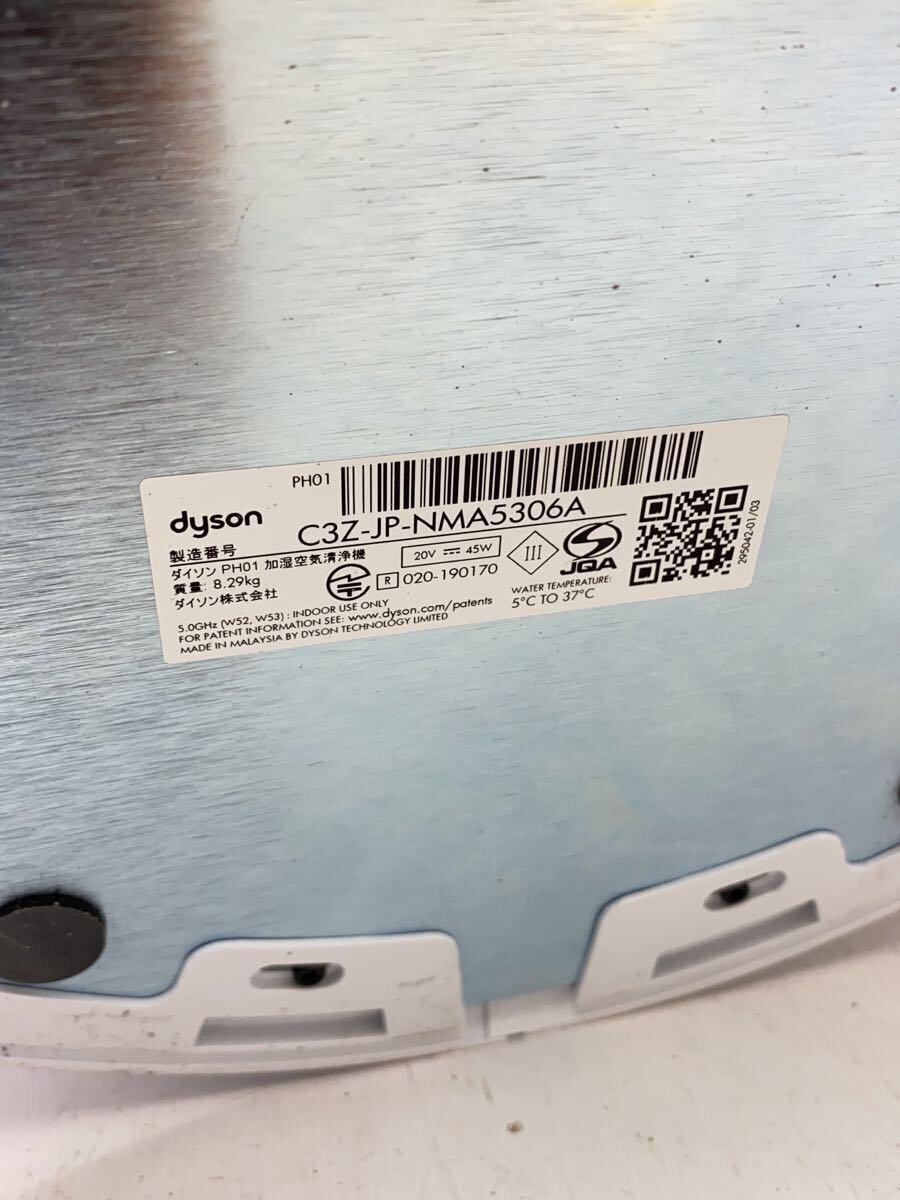 PH01
dyson
C3Z-JP-NMA5306A
製造番号
ダイソン PH01 加湿空気清浄機
質量: 8.29kg
ダイソン株式会社
20V ⎓ 45W
R 020-190170
III
JQA
WATER TEMPERATURE:
5°C TO 37°C
295042-01/03
5.0GHz (W52, W53) : INDOOR USE ONLY
FOR PATENT INFORMATION SEE: www.dyson.com/patents
MADE IN MALAYSIA BY DYSON TECHNOLOGY LIMITED